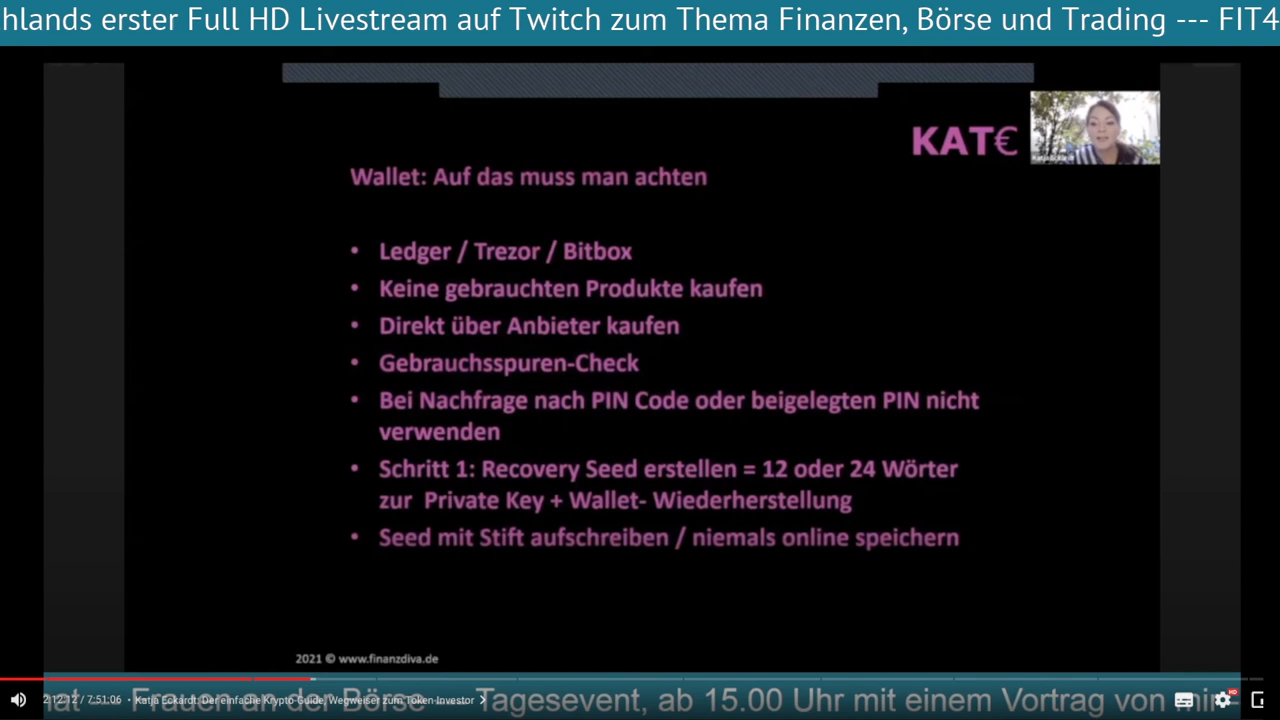 hlands erster Full HD Livestream auf Twitch zum Thema Finanzen, Börse und Trading --- FIT4
KAT€
Wallet: Auf das muss man achten
• Ledger / Trezor / Bitbox
• Keine gebrauchten Produkte kaufen
• Direkt über Anbieter kaufen
• Gebrauchsspuren-Check
• Bei Nachfrage nach PIN Code oder beigelegten PIN nicht
verwenden
• Schritt 1: Recovery Seed erstellen = 12 oder 24 Wörter
zur Private Key + Wallet- Wiederherstellung
• Seed mit Stift aufschreiben / niemals online speichern
2021 © www.finanzdiva.de
Frauen an der Börse - Tagesevent, ab 15.00 Uhr mit einem Vortrag von
2:12:12 / 7:51:06 • Katja Eckardt: Der einfache Krypto-Guide, Wegweiser zum Token-Investor
HD